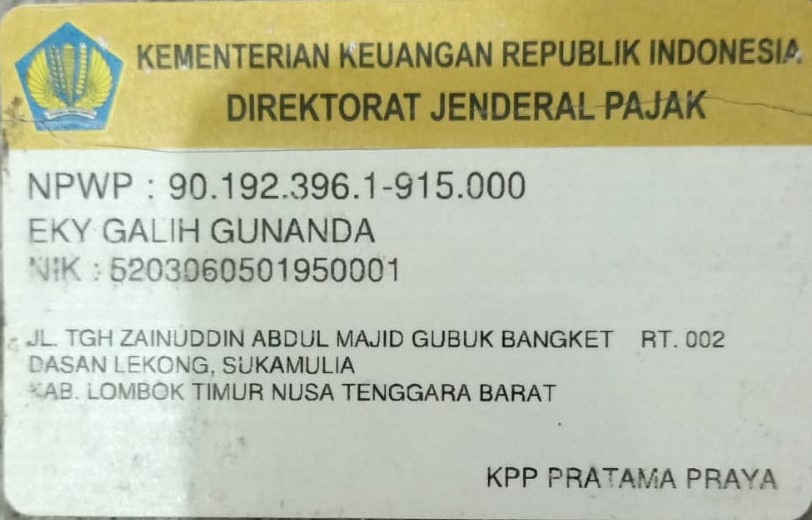 KEMENTERIAN KEUANGAN REPUBLIK INDONESIA
DIREKTORAT JENDERAL PAJAK
NPWP : 90.192.396.1-915.000
EKY GALIH GUNANDA
NIK : 5203060501950001
JL. TGH ZAINUDDIN ABDUL MAJID GUBUK BANGKET RT. 002
DASAN LEKONG, SUKAMULIA
KAB. LOMBOK TIMUR NUSA TENGGARA BARAT
KPP PRATAMA PRAYA